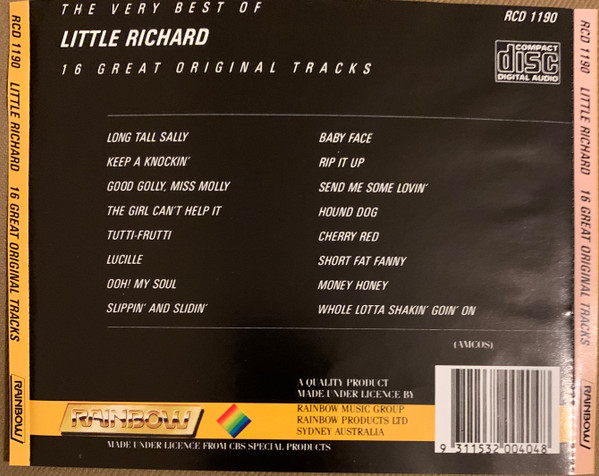 THE VERY BEST OF
LITTLE RICHARD
16 GREAT ORIGINAL TRACKS
RCD 1190
COMPACT
disc
DIGITAL AUDIO
LONG TALL SALLY
KEEP A KNOCKIN'
GOOD GOLLY, MISS MOLLY
THE GIRL CAN'T HELP IT
TUTTI-FRUTTI
LUCILLE
OOH! MY SOUL
SLIPPIN' AND SLIDIN'
BABY FACE
RIP IT UP
SEND ME SOME LOVIN'
HOUND DOG
CHERRY RED
SHORT FAT FANNY
MONEY HONEY
WHOLE LOTTA SHAKIN' GOIN' ON
(AMCOS)
A QUALITY PRODUCT
MADE UNDER LICENCE BY
RAINBOW MUSIC GROUP
RAINBOW PRODUCTS LTD
SYDNEY AUSTRALIA
RAINBOW
MADE UNDER LICENCE FROM CBS SPECIAL PRODUCTS
9 311532 004048
RCD 1190 LITTLE RICHARD 16 GREAT ORIGINAL TRACKS RAINBOW
RCD 1190 LITTLE RICHARD 16 GREAT ORIGINAL TRACKS RAINBOW